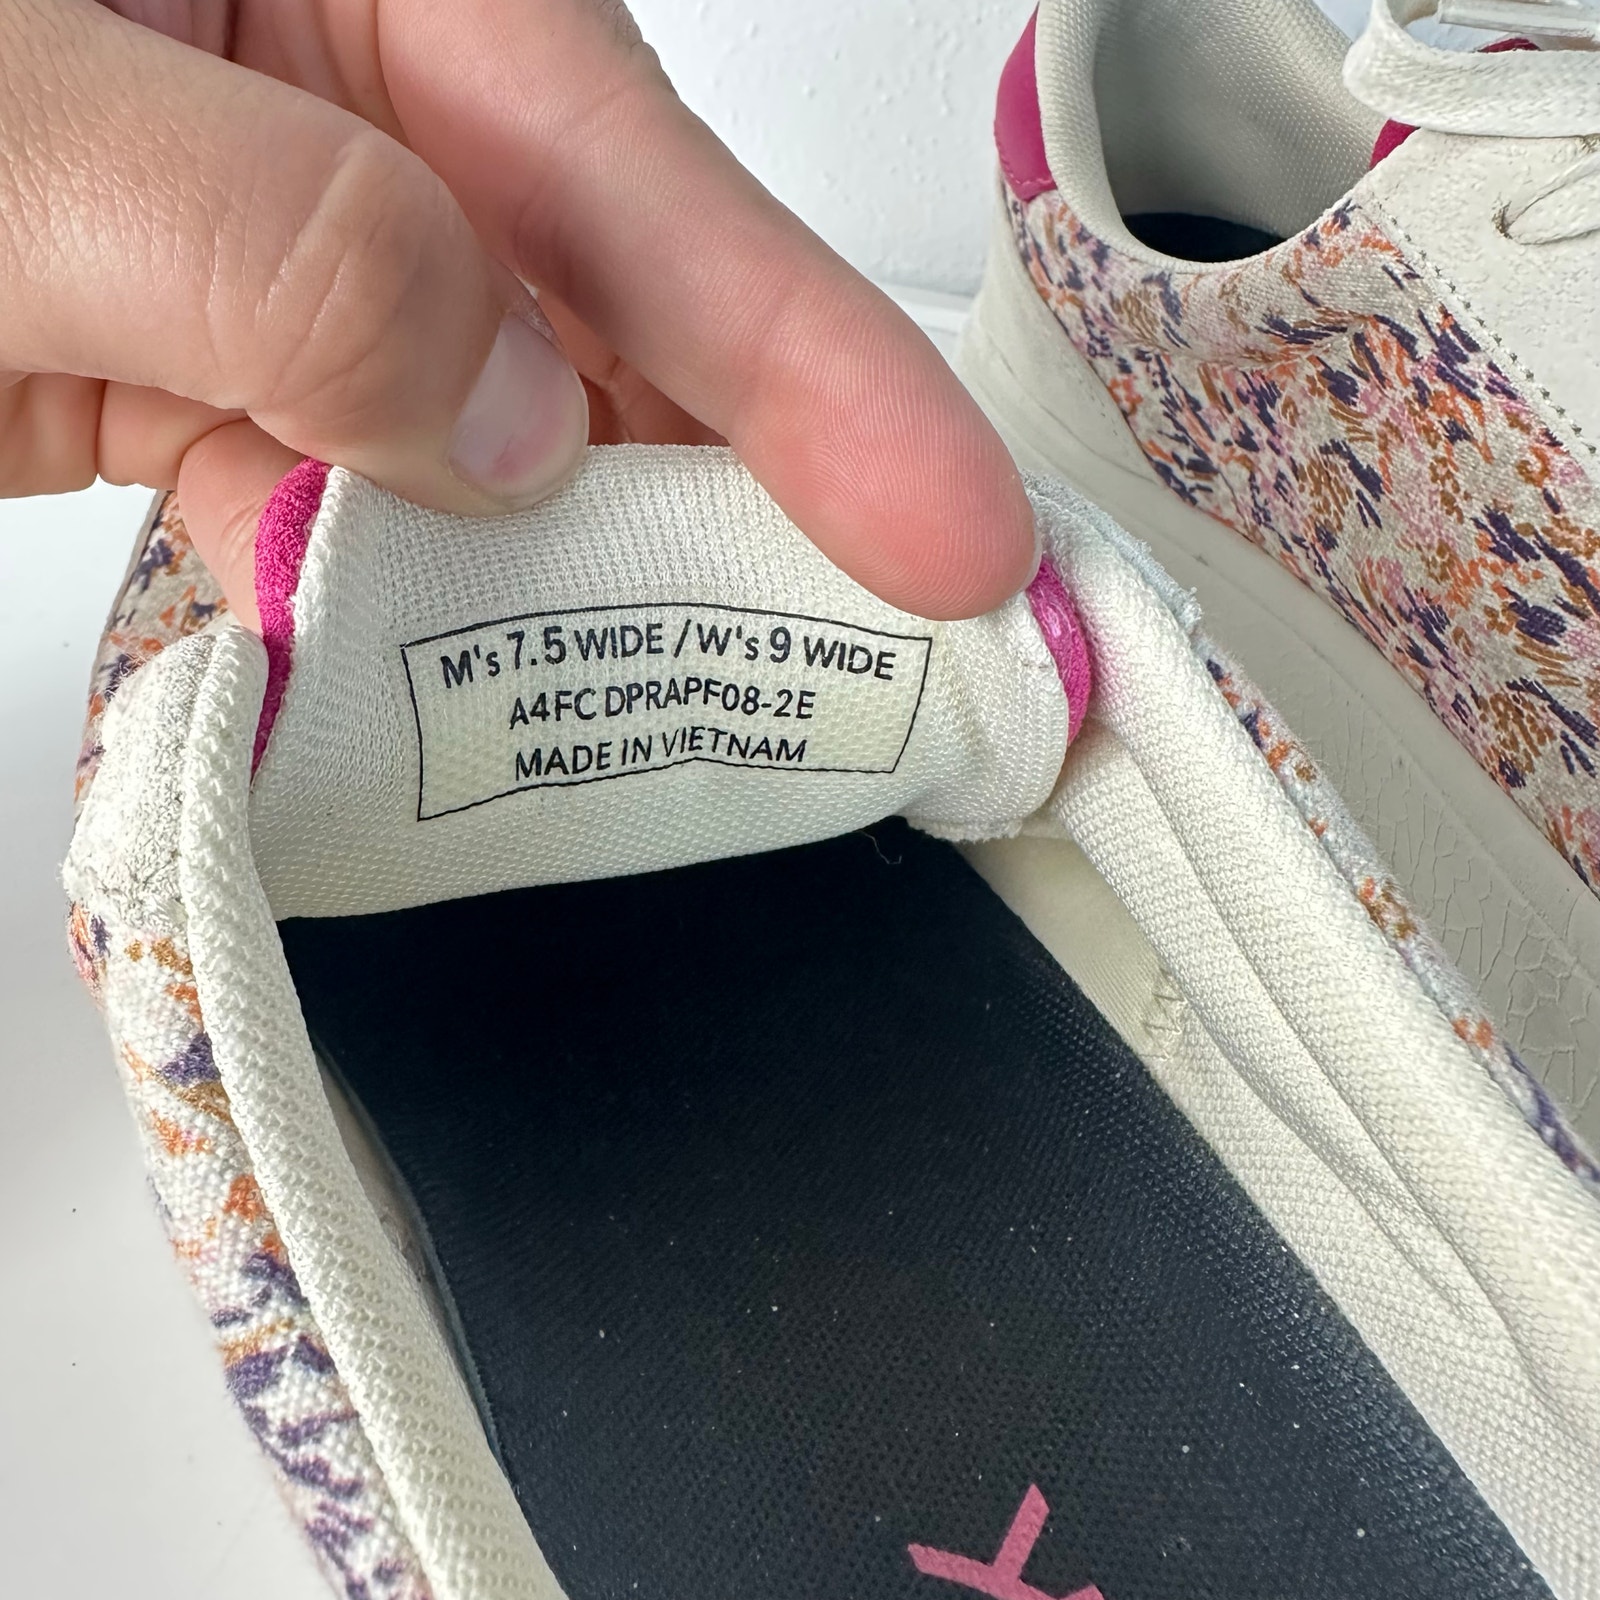 M's 7.5 WIDE / W's 9 WIDE
A4FC DPRAPF08-2E
MADE IN VIETNAM